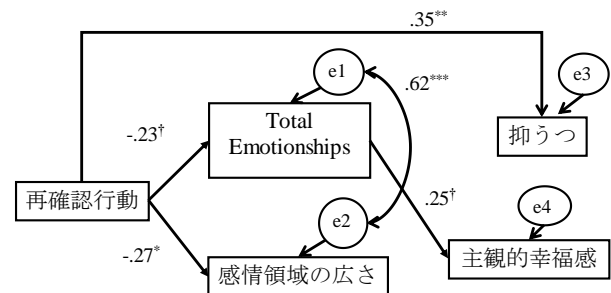 .35**
e1
e3
.62***
Total
Emotionships
-.23†
抑うつ
再確認行動
.25†
e4
e2
-.27*
感情領域の広さ
主観的幸福感